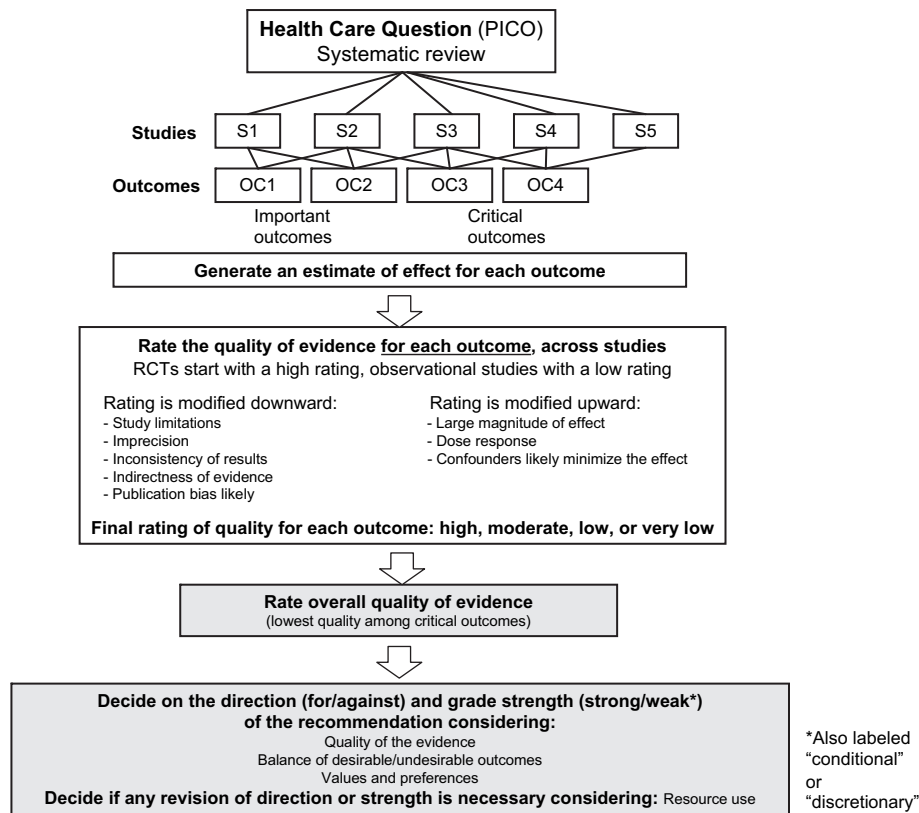 Health Care Question (PICO)
Systematic review
Studies
S1 S2 S3 S4 S5
Outcomes
OC1 OC2 OC3 OC4
Important
outcomes
Critical
outcomes
Generate an estimate of effect for each outcome
Rate the quality of evidence for each outcome, across studies
RCTs start with a high rating, observational studies with a low rating
Rating is modified downward:
- Study limitations
- Imprecision
- Inconsistency of results
- Indirectness of evidence
- Publication bias likely
Rating is modified upward:
- Large magnitude of effect
- Dose response
- Confounders likely minimize the effect
Final rating of quality for each outcome: high, moderate, low, or very low
Rate overall quality of evidence
(lowest quality among critical outcomes)
Decide on the direction (for/against) and grade strength (strong/weak*)
of the recommendation considering:
Quality of the evidence
Balance of desirable/undesirable outcomes
Values and preferences
Decide if any revision of direction or strength is necessary considering: Resource use
*Also labeled
“conditional”
or
“discretionary”